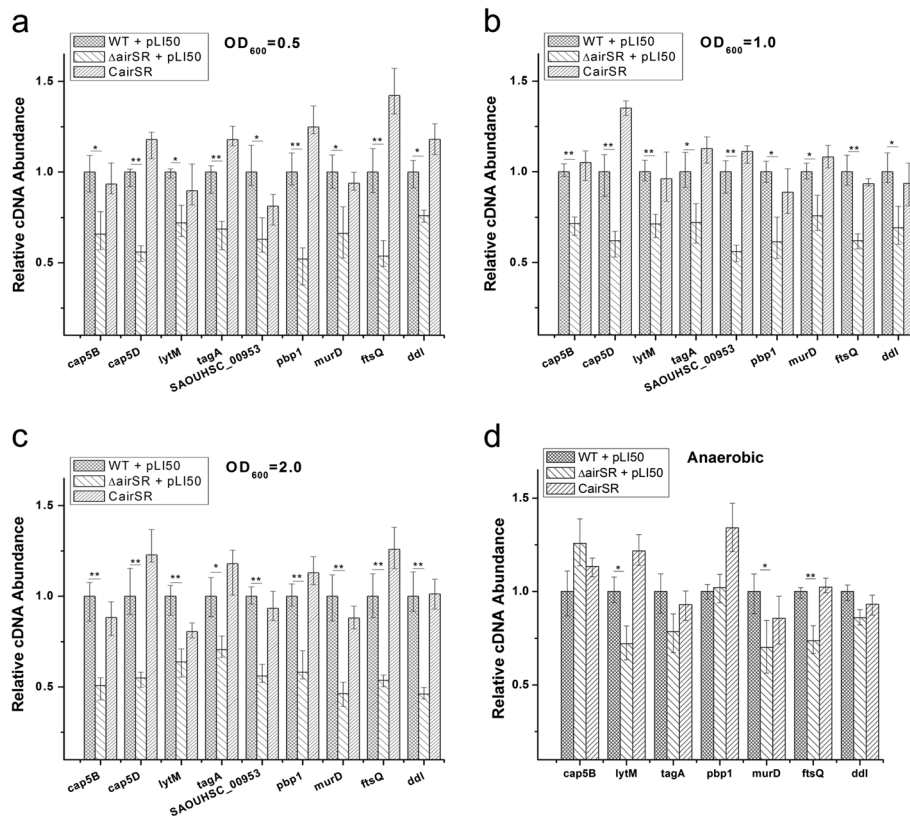 a
WT + pLI50
ΔairSR + pLI50
CairSR
OD600=0.5
Relative cDNA Abundance
1.5
1.0
0.5
* ** * ** * ** * ** *
cap5B cap5D lytM tagA SAOUHSC_00953 pbp1 murD ftsQ ddl
b
WT + pLI50
ΔairSR + pLI50
CairSR
OD600=1.0
Relative cDNA Abundance
1.5
1.0
0.5
** ** ** * ** * * ** *
cap5B cap5D lytM tagA SAOUHSC_00953 pbp1 murD ftsQ ddl
c
WT + pLI50
ΔairSR + pLI50
CairSR
OD600=2.0
Relative cDNA Abundance
1.5
1.0
0.5
** ** ** * ** ** ** ** **
cap5B cap5D lytM tagA SAOUHSC_00953 pbp1 murD ftsQ ddl
d
WT + pLI50
ΔairSR + pLI50
CairSR
Anaerobic
Relative cDNA Abundance
1.5
1.0
0.5
* * **
cap5B lytM tagA pbp1 murD ftsQ ddl